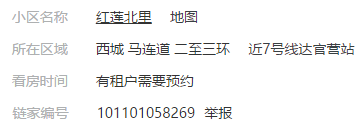 小区名称 红莲北里 地图
所在区域 西城 马连道 二至三环 近7号线达官营站
看房时间 有租户需要预约
链家编号 101101058269 举报